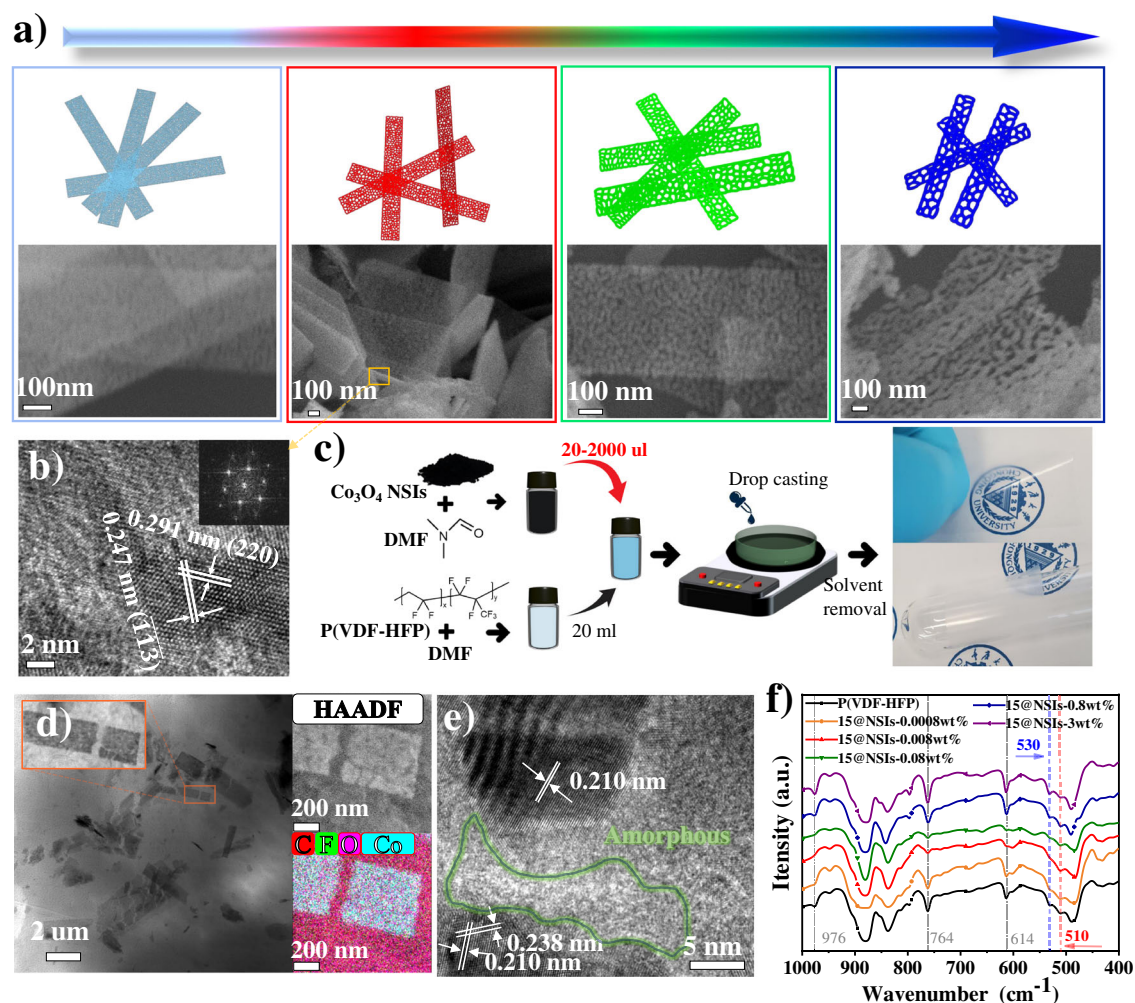 a)
100nm
100 nm
100 nm
100 nm
b)
0.291 nm (220)
0.247 nm (113)
2 nm
c)
20-2000 ul
Co₃O₄ NSIs
+
DMF
N
O
F
F
F
F
F
CF₃
x
y
P(VDF-HFP)
+
DMF
20 ml
Drop casting
Solvent
removal
1929
UNIVERSITY
d)
HAADF
200 nm
C F O Co
200 nm
2 um
e)
0.210 nm
Amorphous
0.238 nm
0.210 nm
5 nm
f)
P(VDF-HFP)
15@NSIs-0.0008wt%
15@NSIs-0.008wt%
15@NSIs-0.08wt%
15@NSIs-0.8wt%
15@NSIs-3wt%
530
510
976
764
614
Itensity (a.u.)
1000 900 800 700 600 500 400
Wavenumber (cm⁻¹)